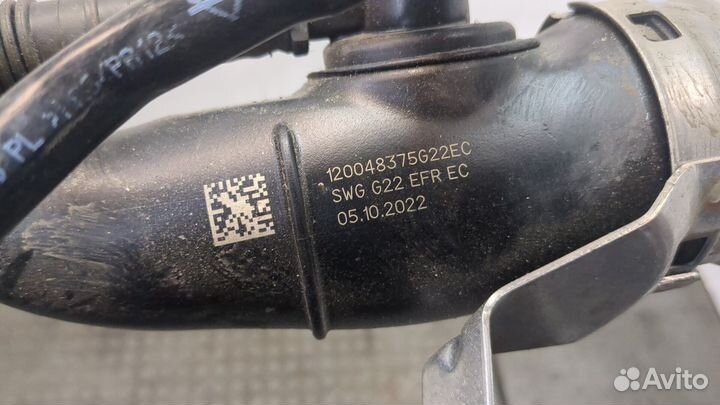 120048375G22EC
SWG G22 EFR EC
05.10.2022
Avito